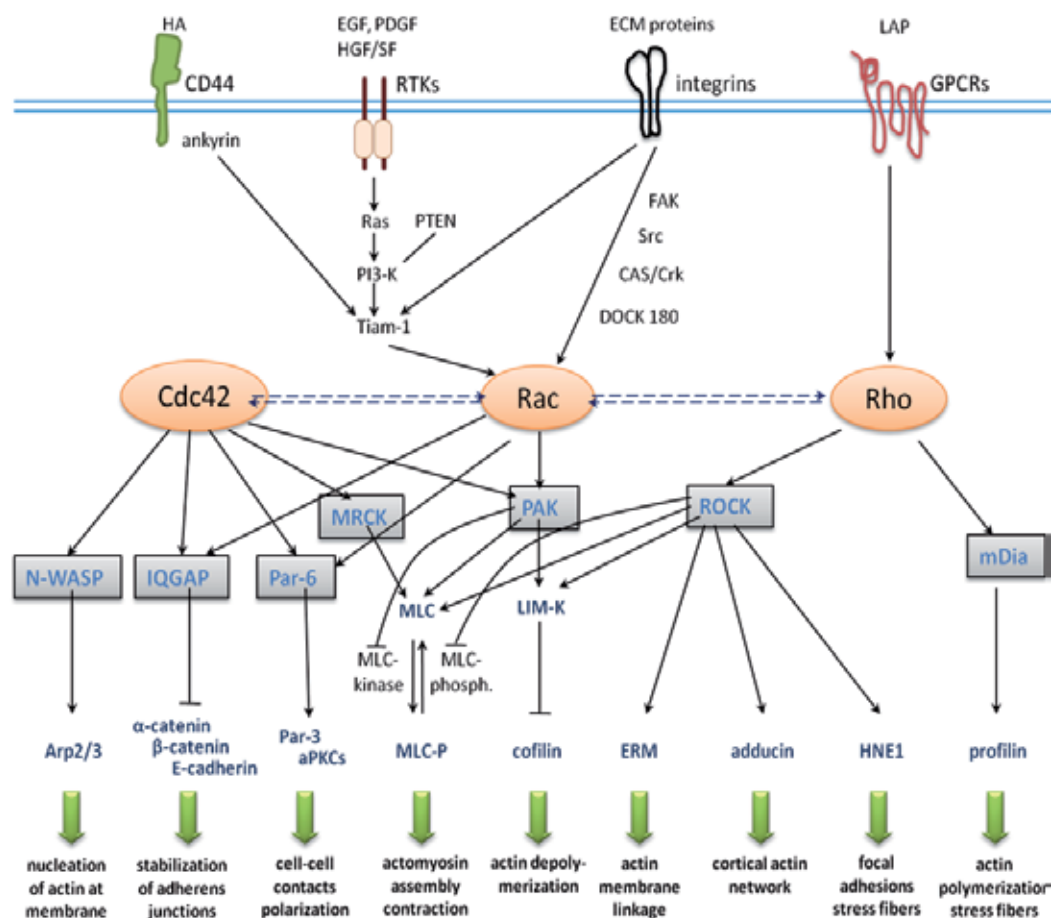 HA
EGF, PDGF
HGF/SF
ECM proteins
LAP
CD44
RTKs
integrins
GPCRs
ankyrin
Ras
PTEN
PI3-K
Tiam-1
FAK
Src
CAS/Crk
DOCK 180
Cdc42
Rac
Rho
MRCK
PAK
ROCK
N-WASP
IQGAP
Par-6
mDia
MLC
LIM-K
MLC-
kinase
MLC-
phosph.
Arp2/3
α-catenin
β-catenin
E-cadherin
Par-3
aPKCs
MLC-P
cofilin
ERM
adducin
HNE1
profilin
nucleation
of actin at
membrane
stabilization
of adherens
junctions
cell-cell
contacts
polarization
actomyosin
assembly
contraction
actin depoly-
merization
actin
membrane
linkage
cortical actin
network
focal
adhesions
stress fibers
actin
polymerization
stress fibers